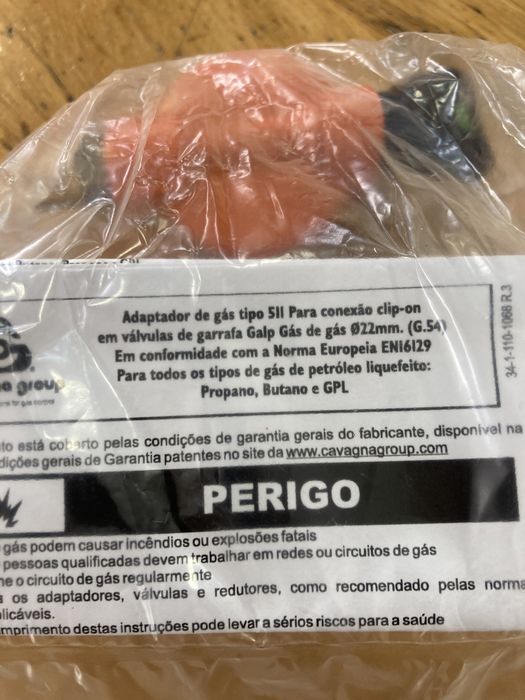 Adaptador de gás tipo 511 Para conexão clip-on
em válvulas de garrafa Galp Gás de gás Ø22mm. (G.54)
Em conformidade com a Norma Europeia EN16129
Para todos os tipos de gás de petróleo liquefeito:
Propano, Butano e GPL
group
34-1-110-1068 R.3
está coberto pelas condições de garantia gerais do fabricante, disponível na
gerais de Garantia patentes no site da www.cavagnagroup.com
PERIGO
gás podem causar incêndios ou explosões fatais
pessoas qualificadas devem trabalhar em redes ou circuitos de gás
o circuito de gás regularmente
os adaptadores, válvulas e redutores, como recomendado pelas
destas instruções pode levar a sérios riscos para a saúde